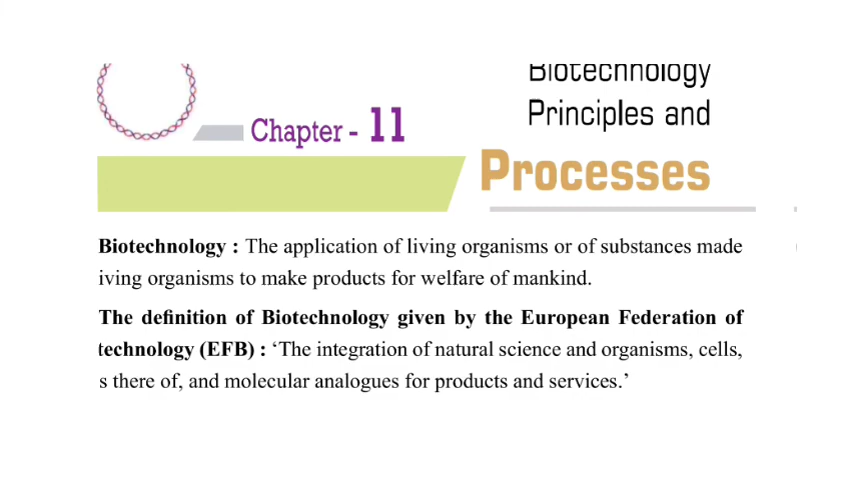 Biotechnology
Principles and
Chapter - 11
Processes
Biotechnology : The application of living organisms or of substances made
iving organisms to make products for welfare of mankind.
The definition of Biotechnology given by the European Federation of
technology (EFB) : ‘The integration of natural science and organisms, cells,
s there of, and molecular analogues for products and services.’